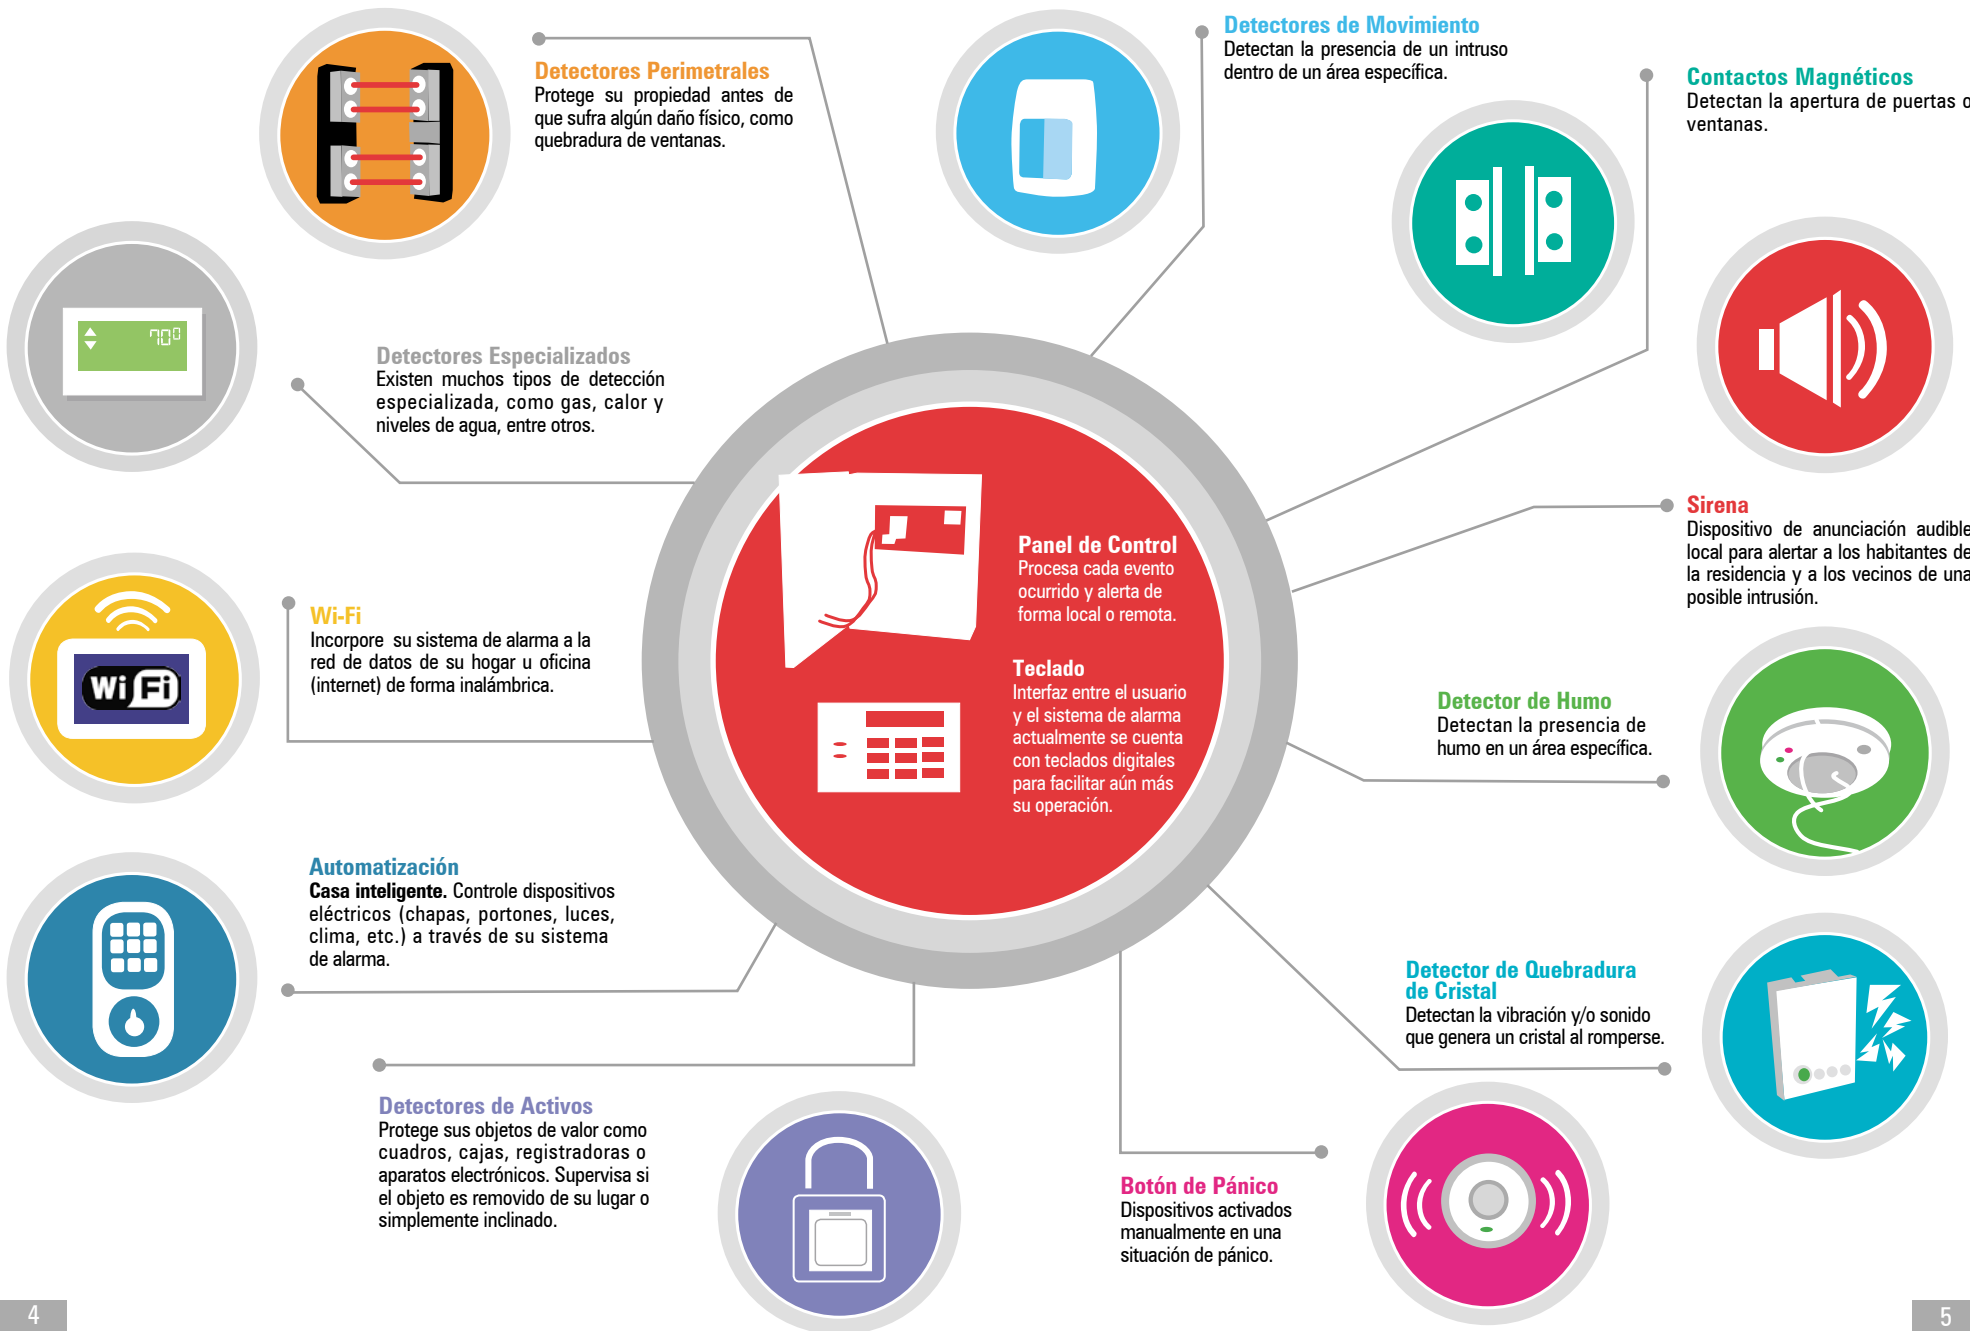 Detectores Perimetrales
Protege su propiedad antes de
que sufra algún daño físico, como
quebradura de ventanas.
Detectores de Movimiento
Detectan la presencia de un intruso
dentro de un área específica.
Contactos Magnéticos
Detectan la apertura de puertas o
ventanas.
70°
Detectores Especializados
Existen muchos tipos de detección
especializada, como gas, calor y
niveles de agua, entre otros.
Panel de Control
Procesa cada evento
ocurrido y alerta de
forma local o remota.
Teclado
Interfaz entre el usuario
y el sistema de alarma
actualmente se cuenta
con teclados digitales
para facilitar aún más
su operación.
Sirena
Dispositivo de anunciación audible
local para alertar a los habitantes de
la residencia y a los vecinos de una
posible intrusión.
Wi Fi
Wi-Fi
Incorpore su sistema de alarma a la
red de datos de su hogar u oficina
(internet) de forma inalámbrica.
Detector de Humo
Detectan la presencia de
humo en un área específica.
Automatización
Casa inteligente. Controle dispositivos
eléctricos (chapas, portones, luces,
clima, etc.) a través de su sistema
de alarma.
Detector de Quebradura
de Cristal
Detectan la vibración y/o sonido
que genera un cristal al romperse.
Detectores de Activos
Protege sus objetos de valor como
cuadros, cajas, registradoras o
aparatos electrónicos. Supervisa si
el objeto es removido de su lugar o
simplemente inclinado.
Botón de Pánico
Dispositivos activados
manualmente en una
situación de pánico.
4
5